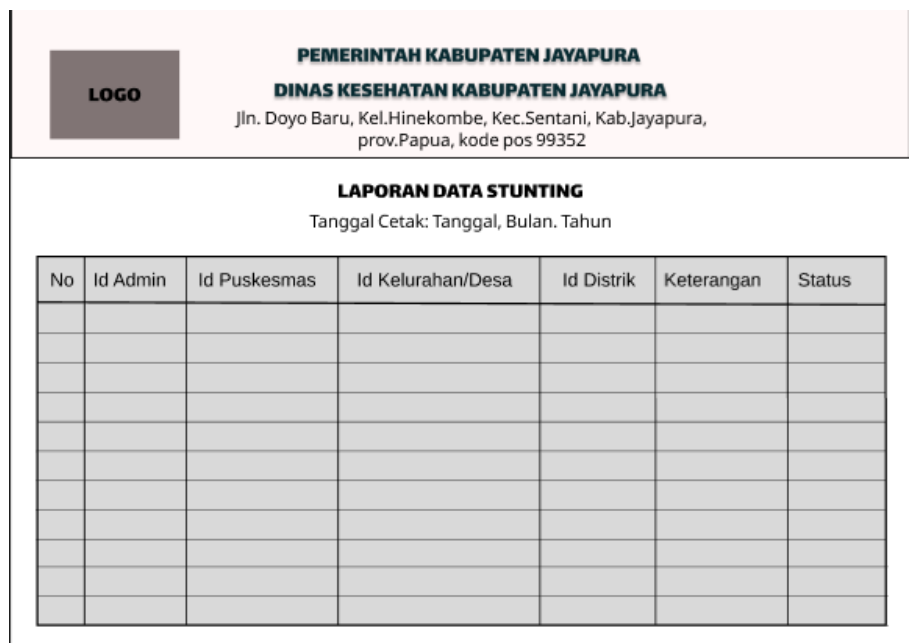 LOGO
PEMERINTAH KABUPATEN JAYAPURA
DINAS KESEHATAN KABUPATEN JAYAPURA
Jln. Doyo Baru, Kel.Hinekombe, Kec.Sentani, Kab.Jayapura,
prov.Papua, kode pos 99352
LAPORAN DATA STUNTING
Tanggal Cetak: Tanggal, Bulan. Tahun
No Id Admin Id Puskesmas Id Kelurahan/Desa Id Distrik Keterangan Status